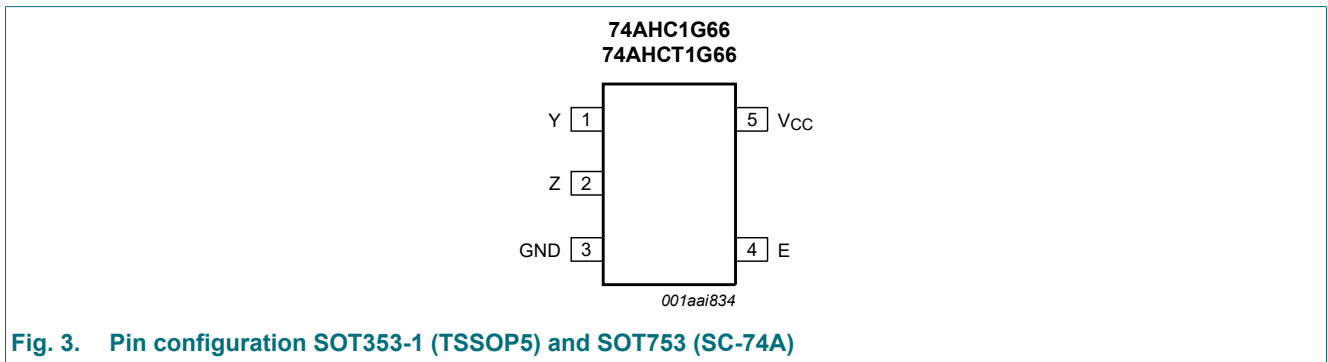 74AHC1G66
74AHCT1G66
Y 1 5 VCC
Z 2
GND 3 4 E
001aai834
Fig. 3. Pin configuration SOT353-1 (TSSOP5) and SOT753 (SC-74A)